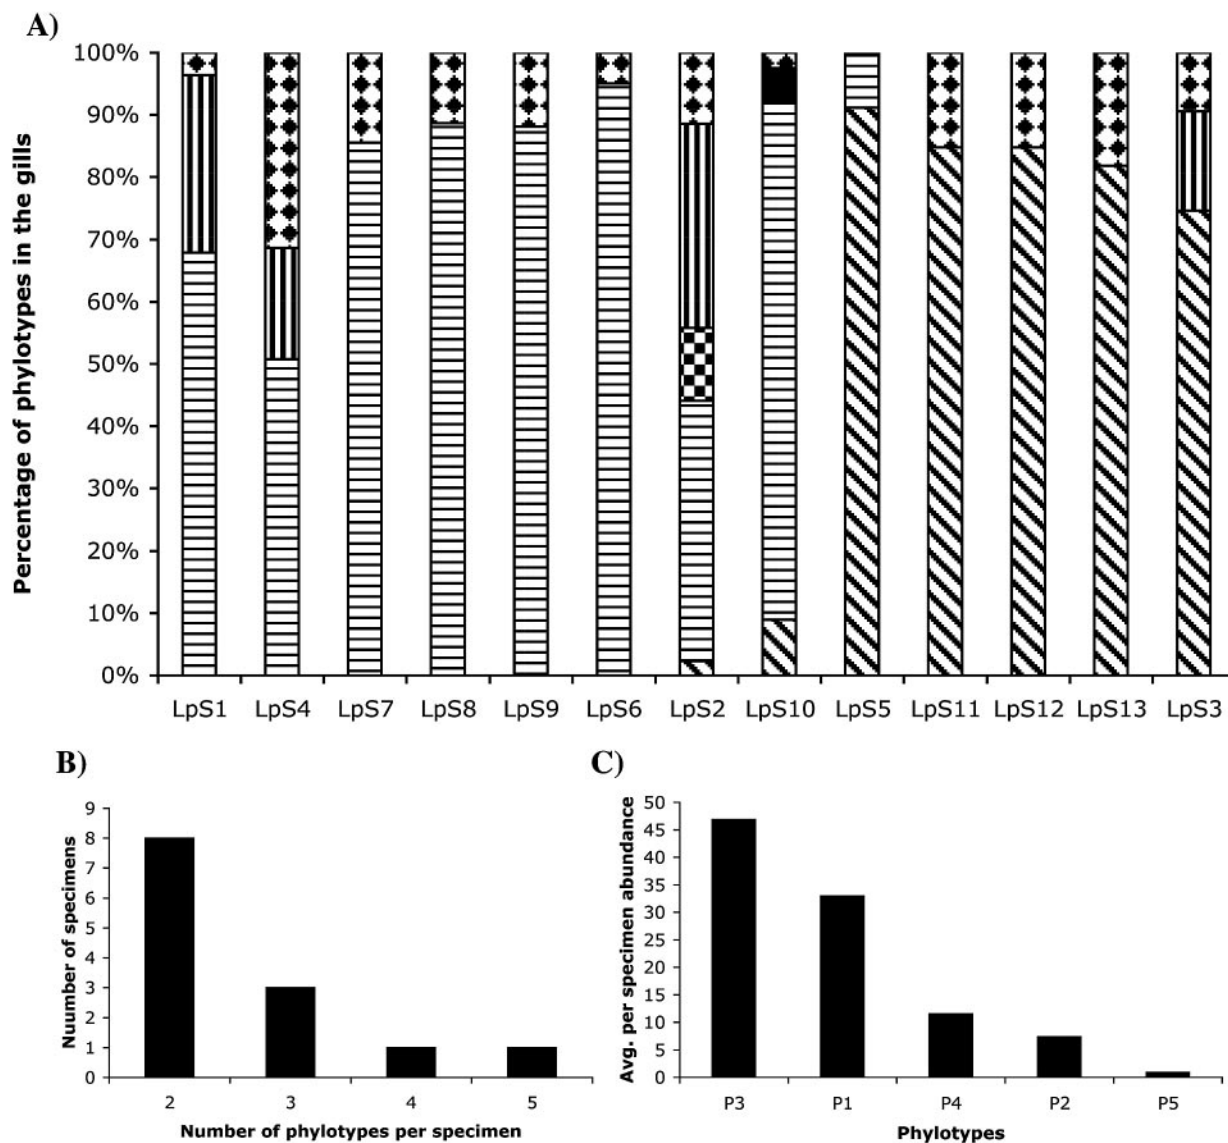 A)
Percentage of phylotypes in the gills
100%
90%
80%
70%
60%
50%
40%
30%
20%
10%
0%
LpS1 LpS4 LpS7 LpS8 LpS9 LpS6 LpS2 LpS10 LpS5 LpS11 LpS12 LpS13 LpS3
B)
Nuumber of specimens
9
8
7
6
5
4
3
2
1
0
2 3 4 5
Number of phylotypes per specimen
C)
Avg. per specimen abundance
50
45
40
35
30
25
20
15
10
5
0
P3 P1 P4 P2 P5
Phylotypes